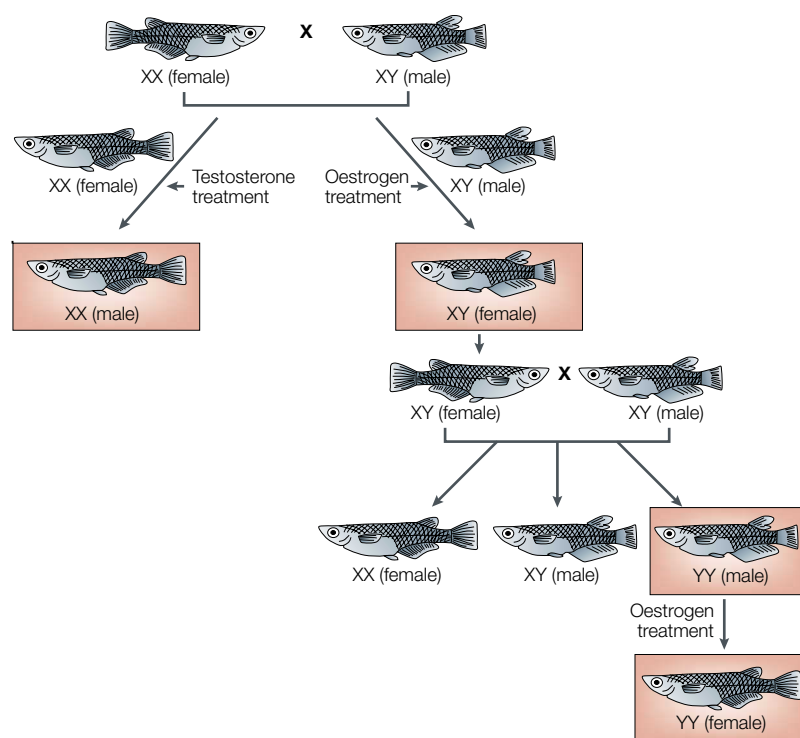 X
XX (female)
XY (male)
XX (female)
Testosterone
treatment
Oestrogen
treatment
XY (male)
XX (male)
XY (female)
X
XY (female)
XY (male)
XX (female)
XY (male)
YY (male)
Oestrogen
treatment
YY (female)